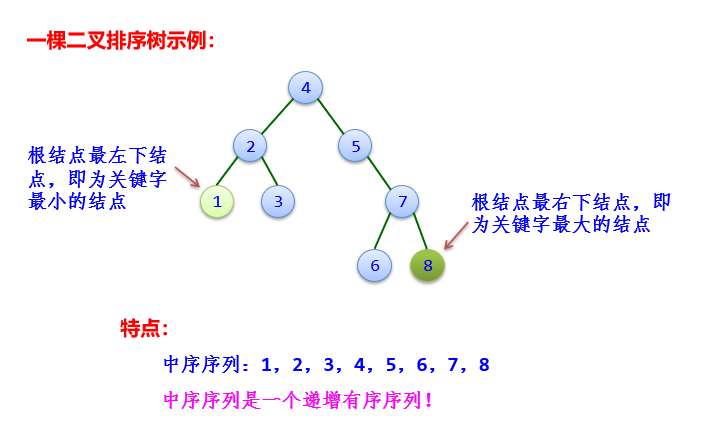 一棵二叉排序树示例：
4
2
5
根结点最左下结
点，即为关键字
最小的结点
1
3
7
根结点最右下结点，即
为关键字最大的结点
6
8
特点：
中序序列：1，2，3，4，5，6，7，8
中序序列是一个递增有序序列！